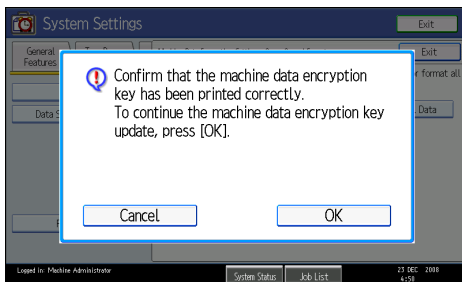 System Settings
Exit
General
Features
Exit
r format all
Data S
Data
Confirm that the machine data encryption
key has been printed correctly.
To continue the machine data encryption key
update, press [OK].
Cancel
OK
Logged in: Machine Administrator
System Status
Job List
23 DEC 2008
4:50